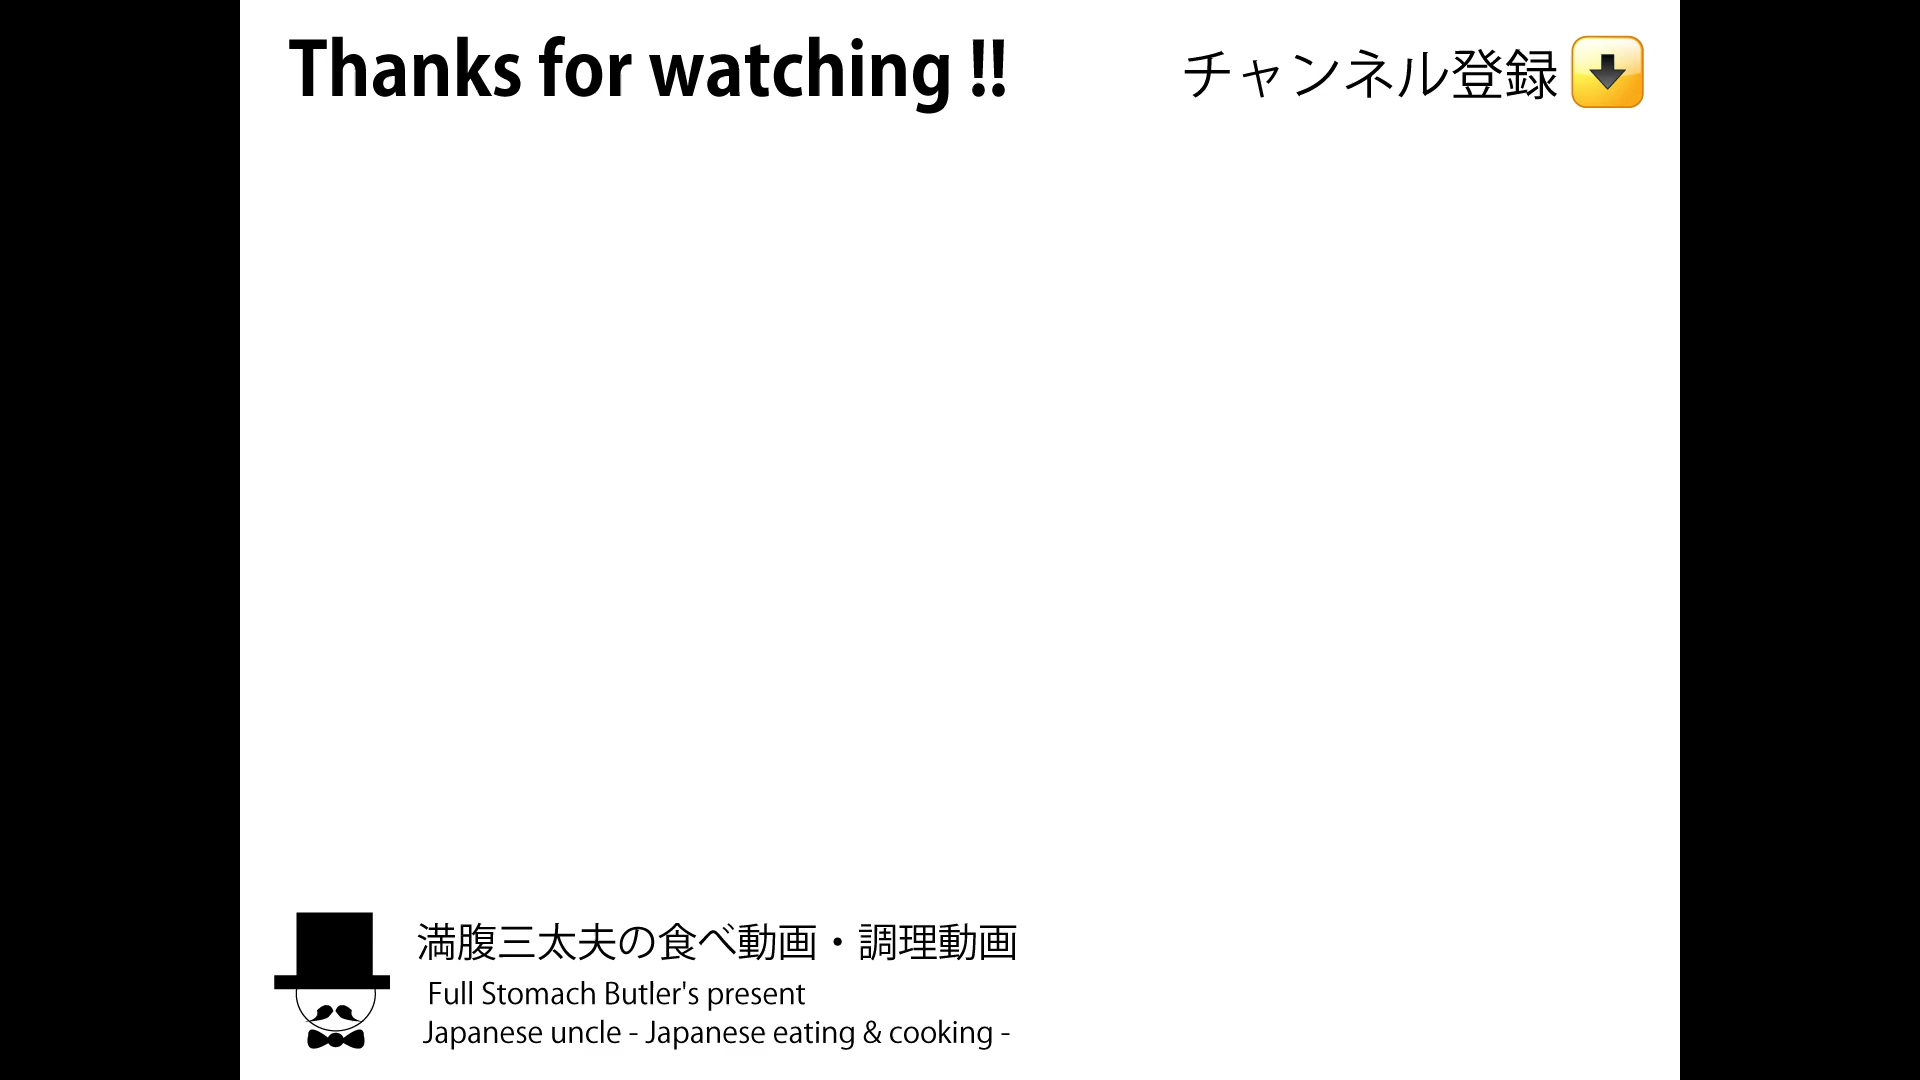 Thanks for watching !!
チャンネル登録
満腹三太夫の食べ動画・調理動画
Full Stomach Butler's present
Japanese uncle - Japanese eating & cooking -